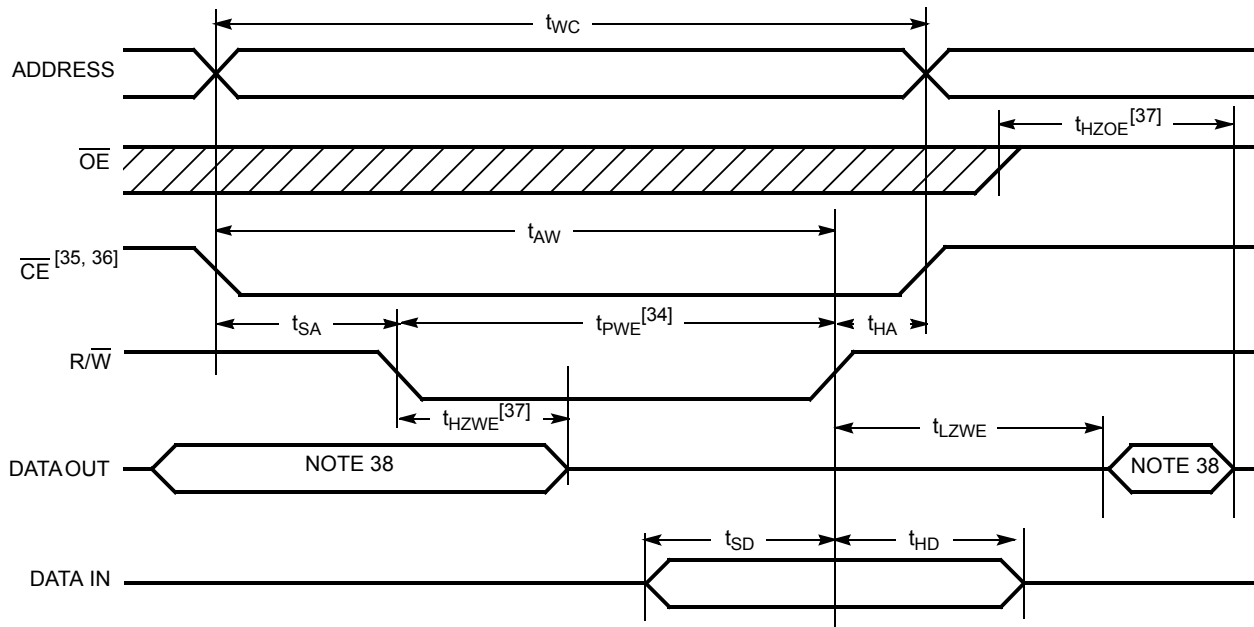 tWC
ADDRESS
tHZOE[37]
OE
tAW
CE [35, 36]
tSA
tPWE[34]
tHA
R/W
tHZWE[37]
tLZWE
DATA OUT
NOTE 38
NOTE 38
tSD
tHD
DATA IN